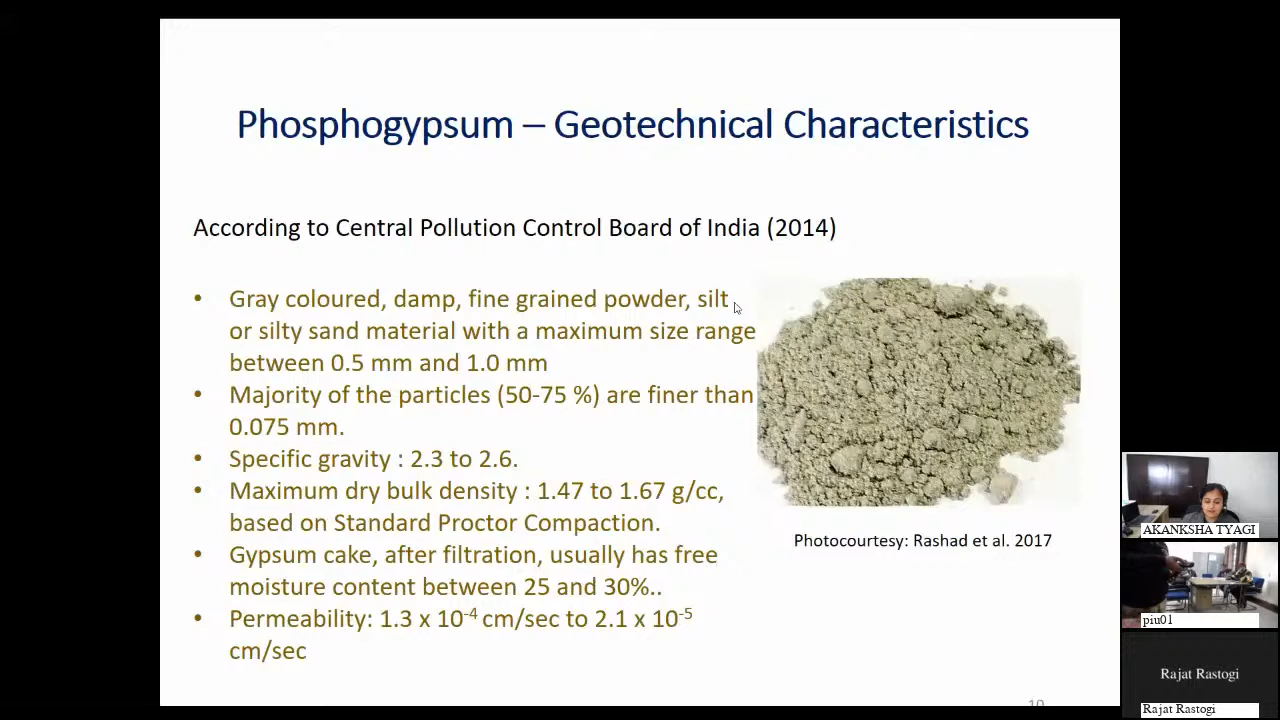 Phosphogypsum – Geotechnical Characteristics
According to Central Pollution Control Board of India (2014)
• Gray coloured, damp, fine grained powder, silt
or silty sand material with a maximum size range
between 0.5 mm and 1.0 mm
• Majority of the particles (50-75 %) are finer than
0.075 mm.
• Specific gravity : 2.3 to 2.6.
• Maximum dry bulk density : 1.47 to 1.67 g/cc,
based on Standard Proctor Compaction.
• Gypsum cake, after filtration, usually has free
moisture content between 25 and 30%..
• Permeability: 1.3 x 10⁻⁴ cm/sec to 2.1 x 10⁻⁵
cm/sec
Photocourtesy: Rashad et al. 2017
10
AKANKSHA TYAGI
piu01
Rajat Rastogi
Rajat Rastogi